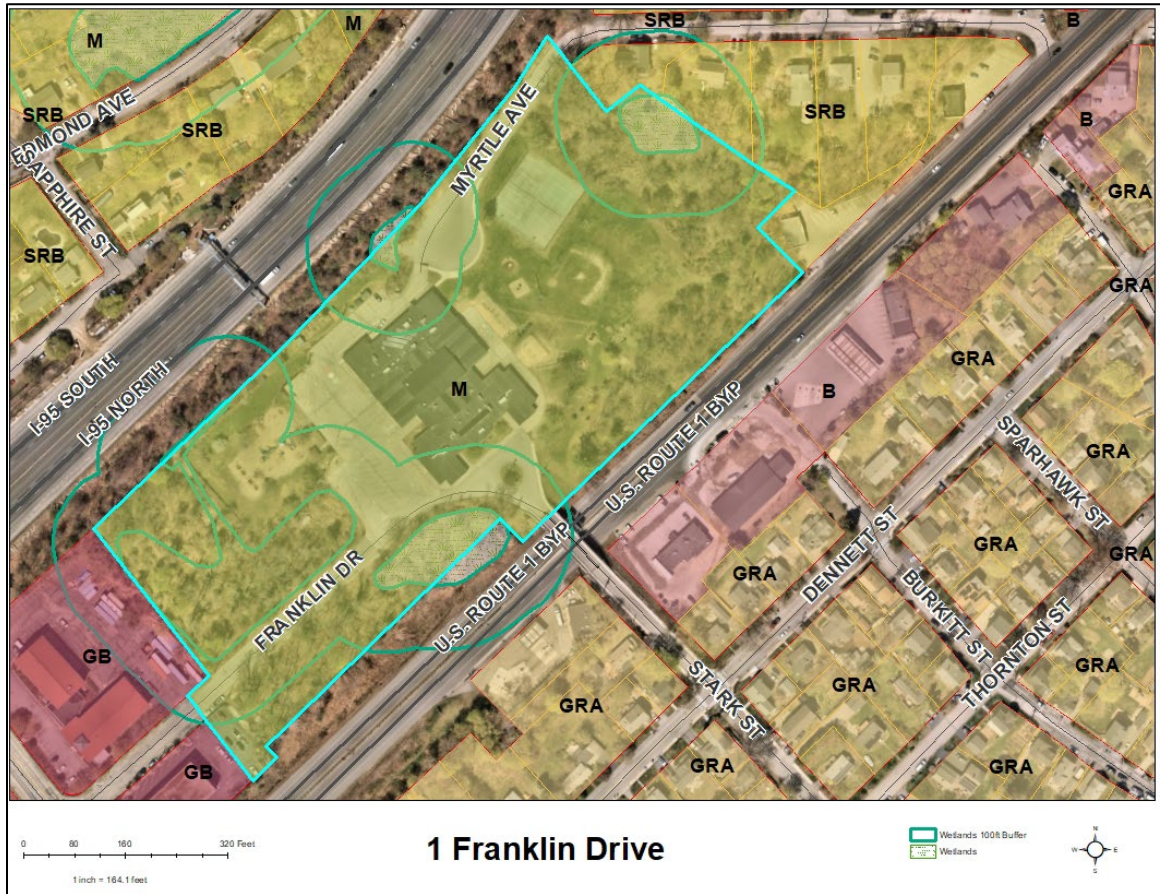 SRB
B
M
M
EDMOND AVE
SRB
SRB
SAPPHIRE ST
SRB
MYRTLE AVE
SRB
B
GRA
I-95 SOUTH
I-95 NORTH
M
GRA
GRA
B
U.S. ROUTE 1 BYP
SPARHAWK ST
GRA
FRANKLIN DR
U.S. ROUTE 1 BYP
GRA
DENNETT ST
GRA
GRA
BURKITT ST
THORNTON ST
GB
GRA
STARK ST
GRA
GRA
GB
GRA
GRA
0 80 160 320 Feet
1 inch = 164.1 feet
1 Franklin Drive
Wetlands 100ft Buffer
Wetlands
N
W E
S